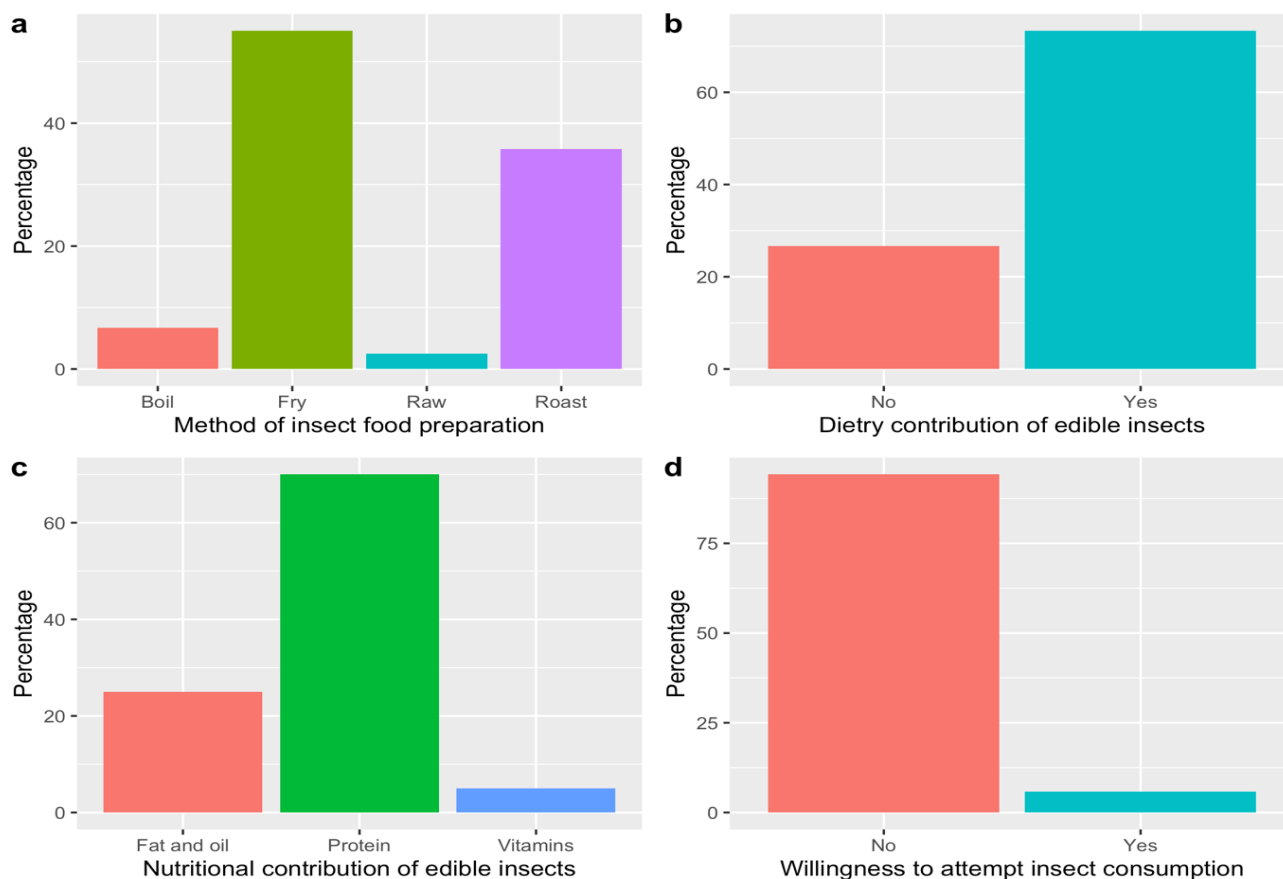 a
Percentage
40
20
0
Boil Fry Raw Roast
Method of insect food preparation
b
Percentage
60
40
20
0
No Yes
Dietry contribution of edible insects
c
Percentage
60
40
20
0
Fat and oil Protein Vitamins
Nutritional contribution of edible insects
d
Percentage
75
50
25
0
No Yes
Willingness to attempt insect consumption